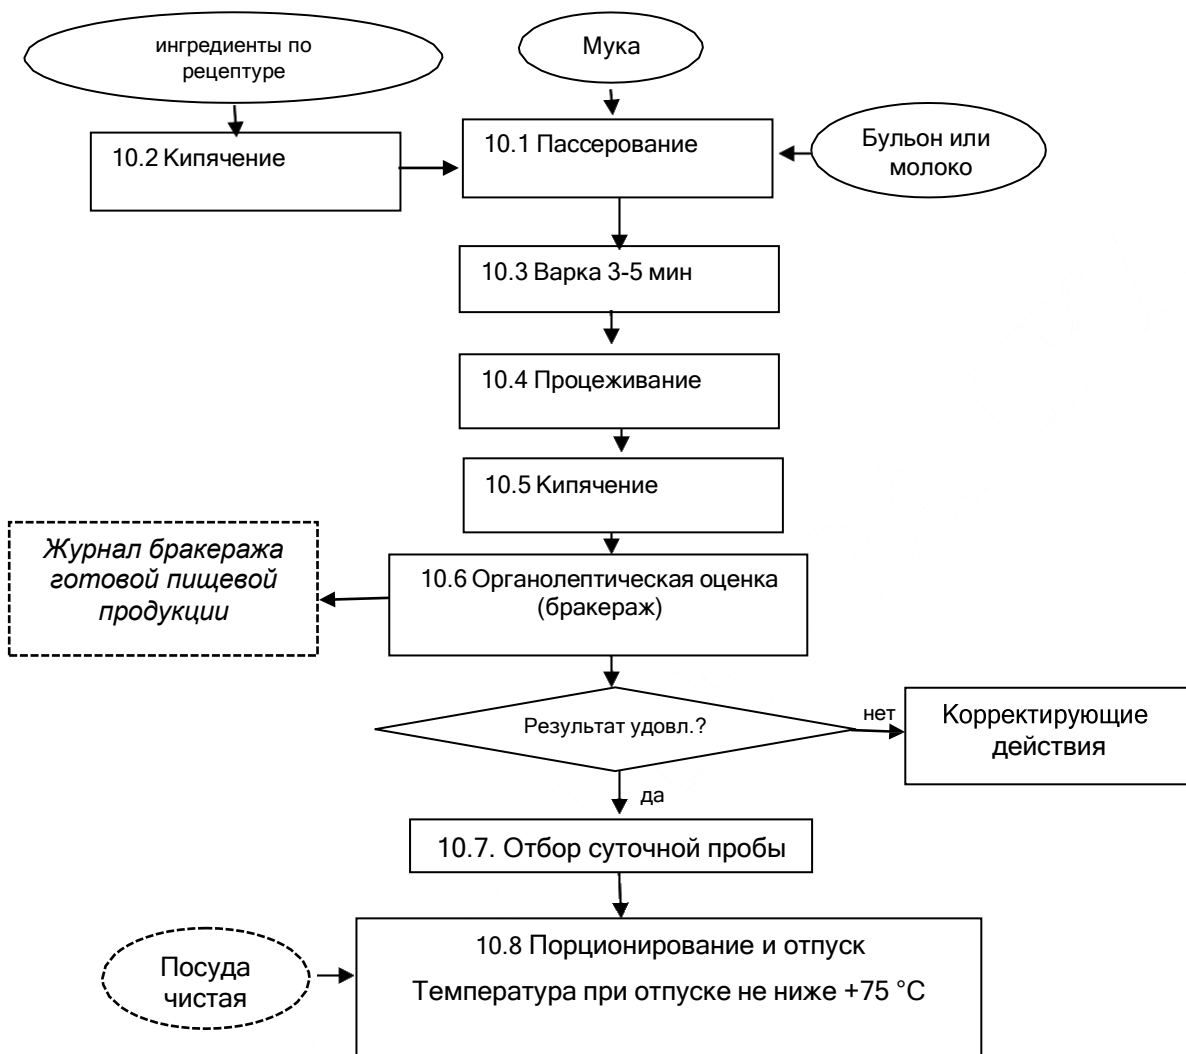 ингредиенты по
рецептуре
Мука
10.2 Кипячение
10.1 Пассерование
Бульон или
молоко
10.3 Варка 3-5 мин
10.4 Процеживание
10.5 Кипячение
Журнал бракеража
готовой пищевой
продукции
10.6 Органолептическая оценка
(бракераж)
Результат удовл.?
нет
Корректирующие
действия
да
10.7. Отбор суточной пробы
Посуда
чистая
10.8 Порционирование и отпуск
Температура при отпуске не ниже +75 °С